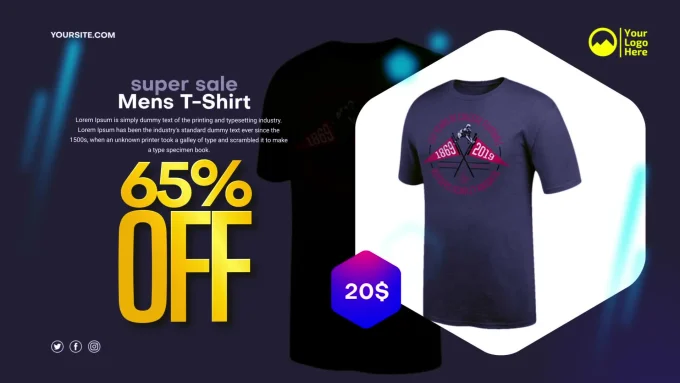 YOURSITE.COM
Your
Logo
Here
super sale
Mens T-Shirt
Lorem Ipsum is simply dummy text of the printing and typesetting industry.
Lorem Ipsum has been the industry's standard dummy text ever since the
1500s, when an unknown printer took a galley of type and scrambled it to make
a type specimen book.
65%
OFF
1869 2019
20$